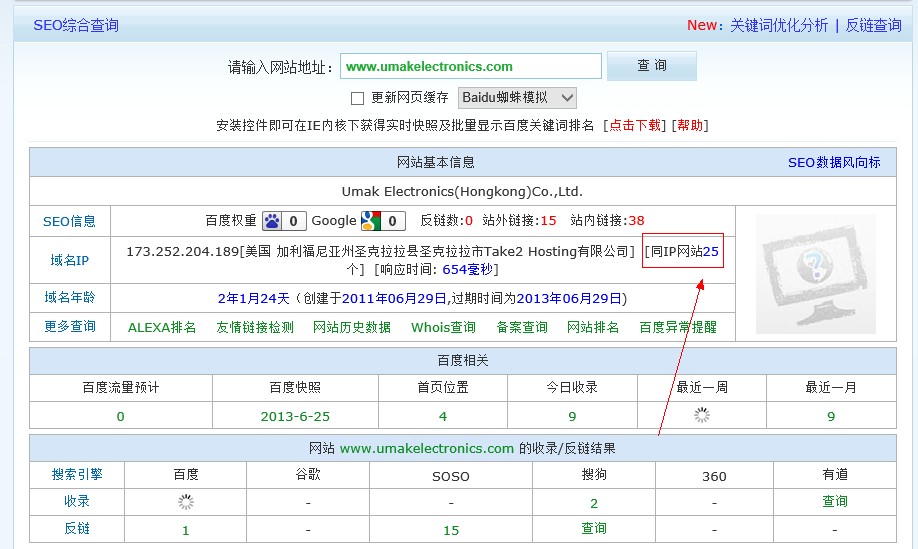 SEO综合查询 New：关键词优化分析 | 反链查询
请输入网站地址： www.umakelectronics.com 查 询
更新网页缓存 Baidu蜘蛛模拟
安装控件即可在IE内核下获得实时快照及批量显示百度关键词排名 [点击下载] [帮助]
网站基本信息 SEO数据风向标
Umak Electronics(Hongkong)Co.,Ltd.
SEO信息 百度权重 0 Google 0 反链数:0 站外链接:15 站内链接:38
域名IP 173.252.204.189[美国 加利福尼亚州圣克拉拉县圣克拉拉市Take2 Hosting有限公司] [同IP网站25
个] [响应时间: 654毫秒]
域名年龄 2年1月24天（创建于2011年06月29日,过期时间为2013年06月29日)
更多查询 ALEXA排名 友情链接检测 网站历史数据 Whois查询 备案查询 网站排名 百度异常提醒
百度相关
百度流量预计 百度快照 首页位置 今日收录 最近一周 最近一月
0 2013-6-25 4 9 9
网站 www.umakelectronics.com 的收录/反链结果
搜索引擎 百度 谷歌 SOSO 搜狗 360 有道
收录 - - 2 - 查询
反链 1 - 15 查询 - -